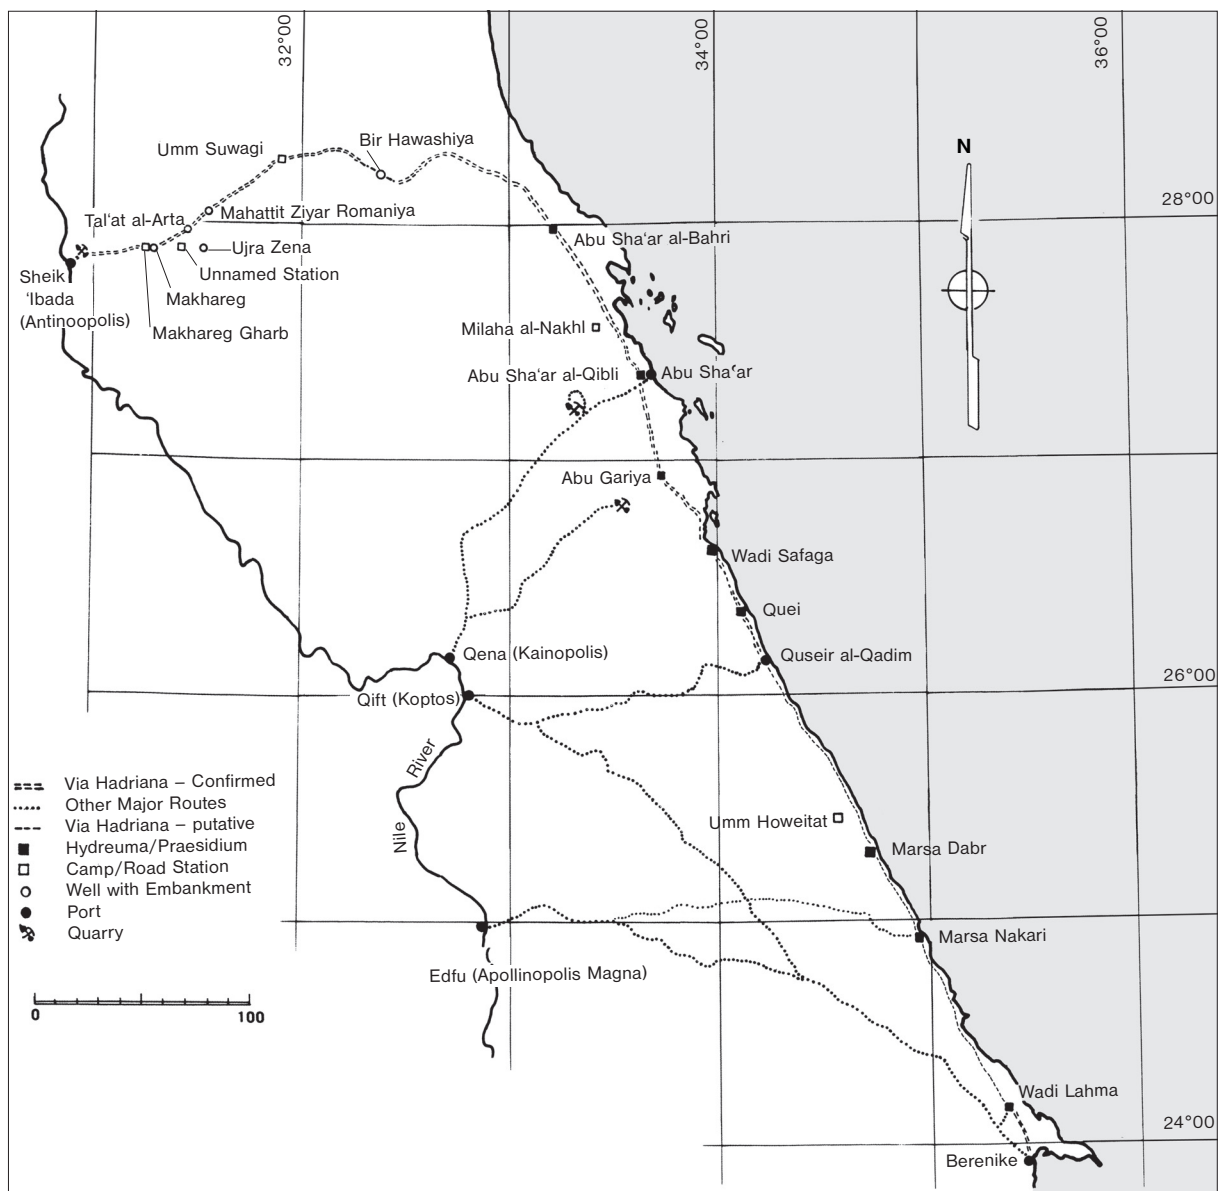 32°00
34°00
36°00
N
Bir Hawashiya
Umm Suwagi
Tal‘at al-Arta
Mahattit Ziyar Romaniya
28°00
Abu Sha‘ar al-Bahri
Ujra Zena
Unnamed Station
Sheik
‘Ibada
(Antinoopolis)
Makhareg
Makhareg Gharb
Milaha al-Nakhl
Abu Sha‘ar al-Qibli
Abu Sha‘ar
Abu Gariya
Wadi Safaga
Quei
Qena (Kainopolis)
Quseir al-Qadim
26°00
Qift (Koptos)
River
Nile
Via Hadriana – Confirmed
Other Major Routes
Via Hadriana – putative
Hydreuma/Praesidium
Camp/Road Station
Well with Embankment
Port
Quarry
Umm Howeitat
Marsa Dabr
Marsa Nakari
Edfu (Apollinopolis Magna)
0 100
Wadi Lahma
24°00
Berenike